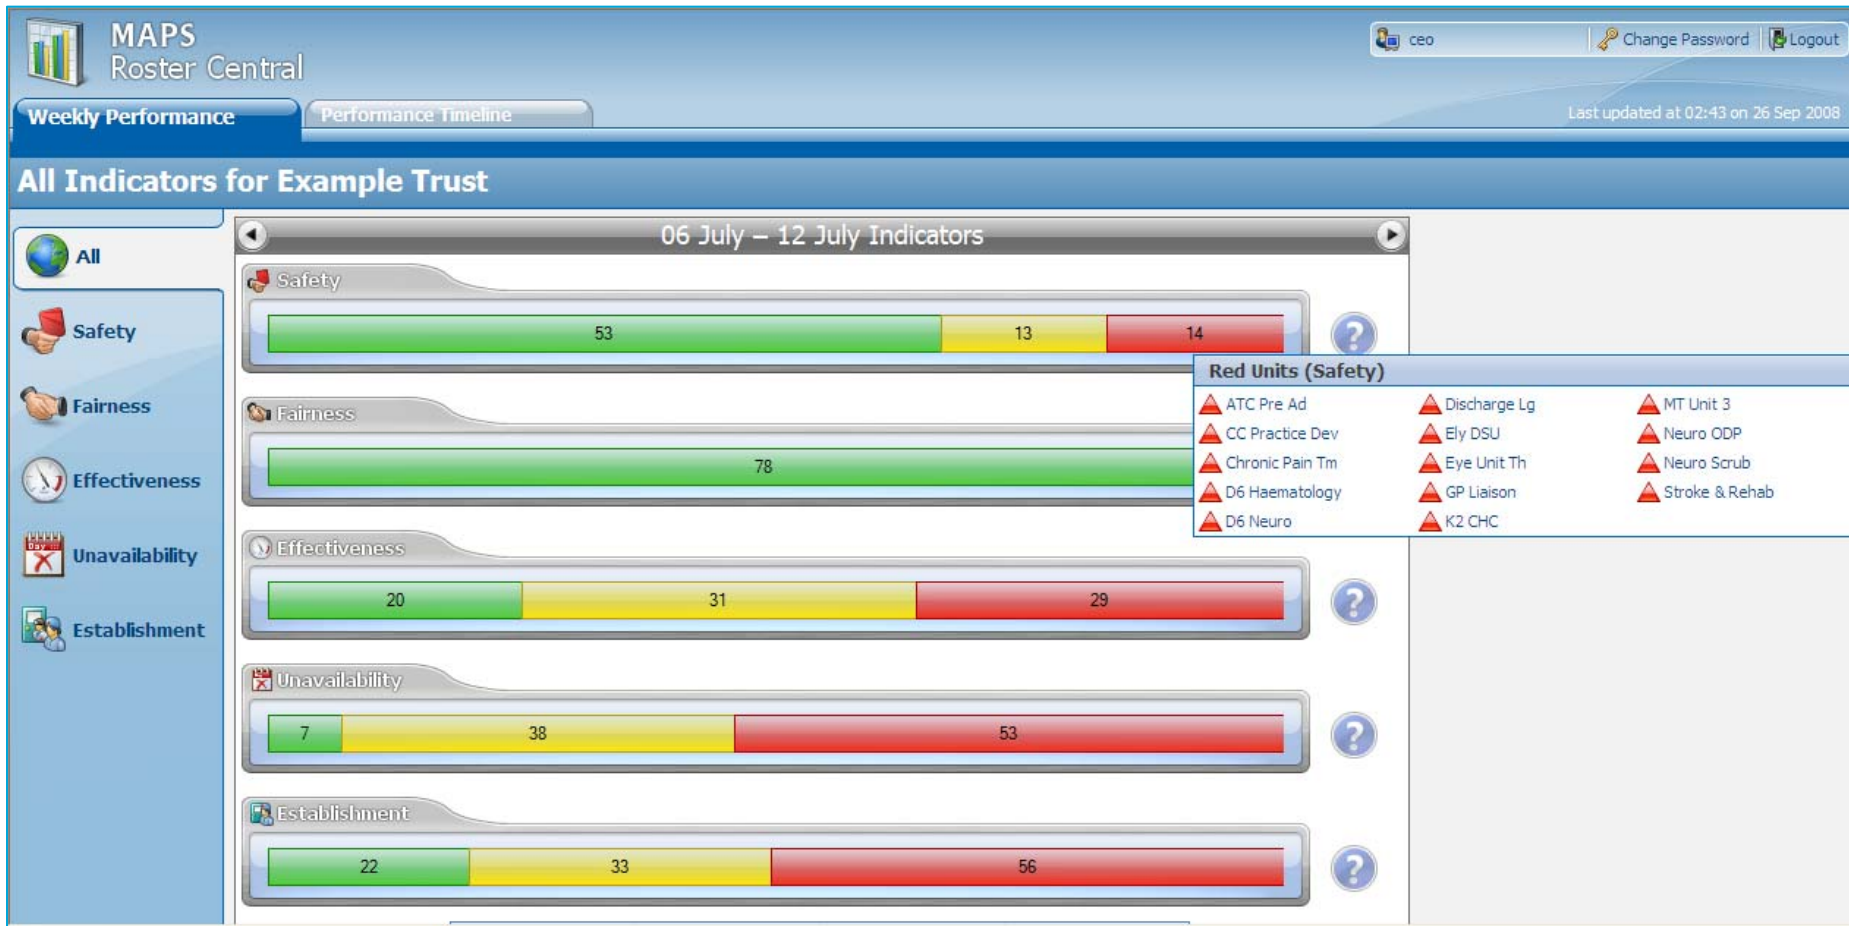 MAPS
Roster Central
ceo
Change Password
Logout
Weekly Performance
Performance Timeline
Last updated at 02:43 on 26 Sep 2008
All Indicators for Example Trust
All
Safety
Fairness
Effectiveness
Day
Unavailability
Establishment
06 July – 12 July Indicators
Safety
53 13 14
?
Red Units (Safety)
ATC Pre Ad Discharge Lg MT Unit 3
CC Practice Dev Ely DSU Neuro ODP
Chronic Pain Tm Eye Unit Th Neuro Scrub
D6 Haematology GP Liaison Stroke & Rehab
D6 Neuro K2 CHC
Fairness
78
Effectiveness
20 31 29
?
Unavailability
7 38 53
?
Establishment
22 33 56
?